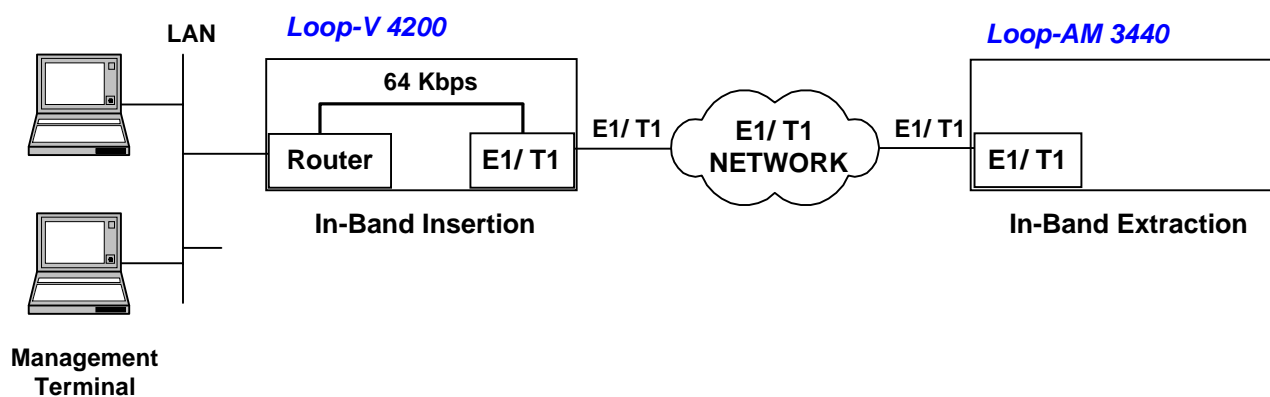 LAN
Loop-V 4200
Loop-AM 3440
64 Kbps
Router
E1/ T1
E1/ T1
E1/ T1
NETWORK
E1/ T1
E1/ T1
In-Band Insertion
In-Band Extraction
Management
Terminal